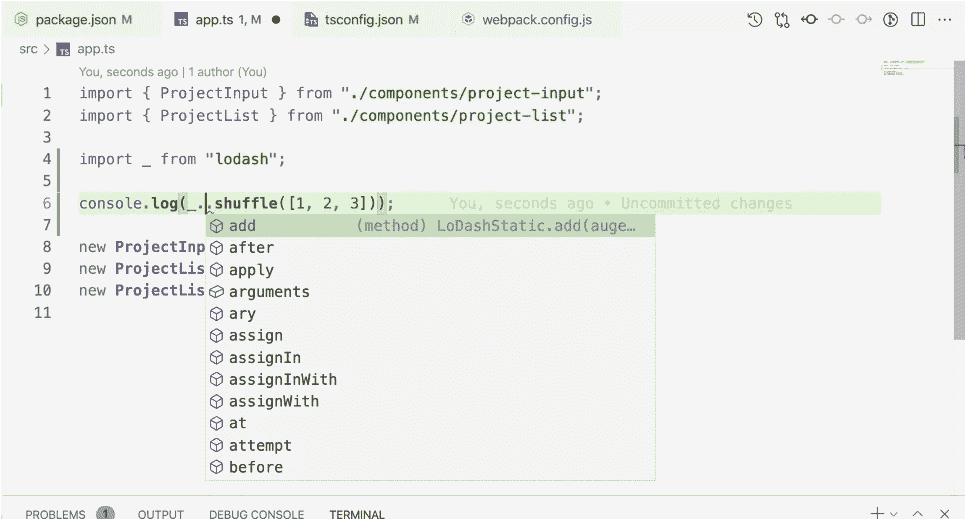 package.json M
TS app.ts 1, M
TS tsconfig.json M
webpack.config.js
src > TS app.ts
You, seconds ago | 1 author (You)
1 import { ProjectInput } from "./components/project-input";
2 import { ProjectList } from "./components/project-list";
3
4 import _ from "lodash";
5
6 console.log(_..shuffle([1, 2, 3])); You, seconds ago • Uncommitted changes
7
add (method) LoDashStatic.add(auge…
8 new ProjectInp
after
9 new ProjectLis
apply
10 new ProjectLis
arguments
11
ary
assign
assignIn
assignInWith
assignWith
at
attempt
before
PROBLEMS 1 OUTPUT DEBUG CONSOLE TERMINAL